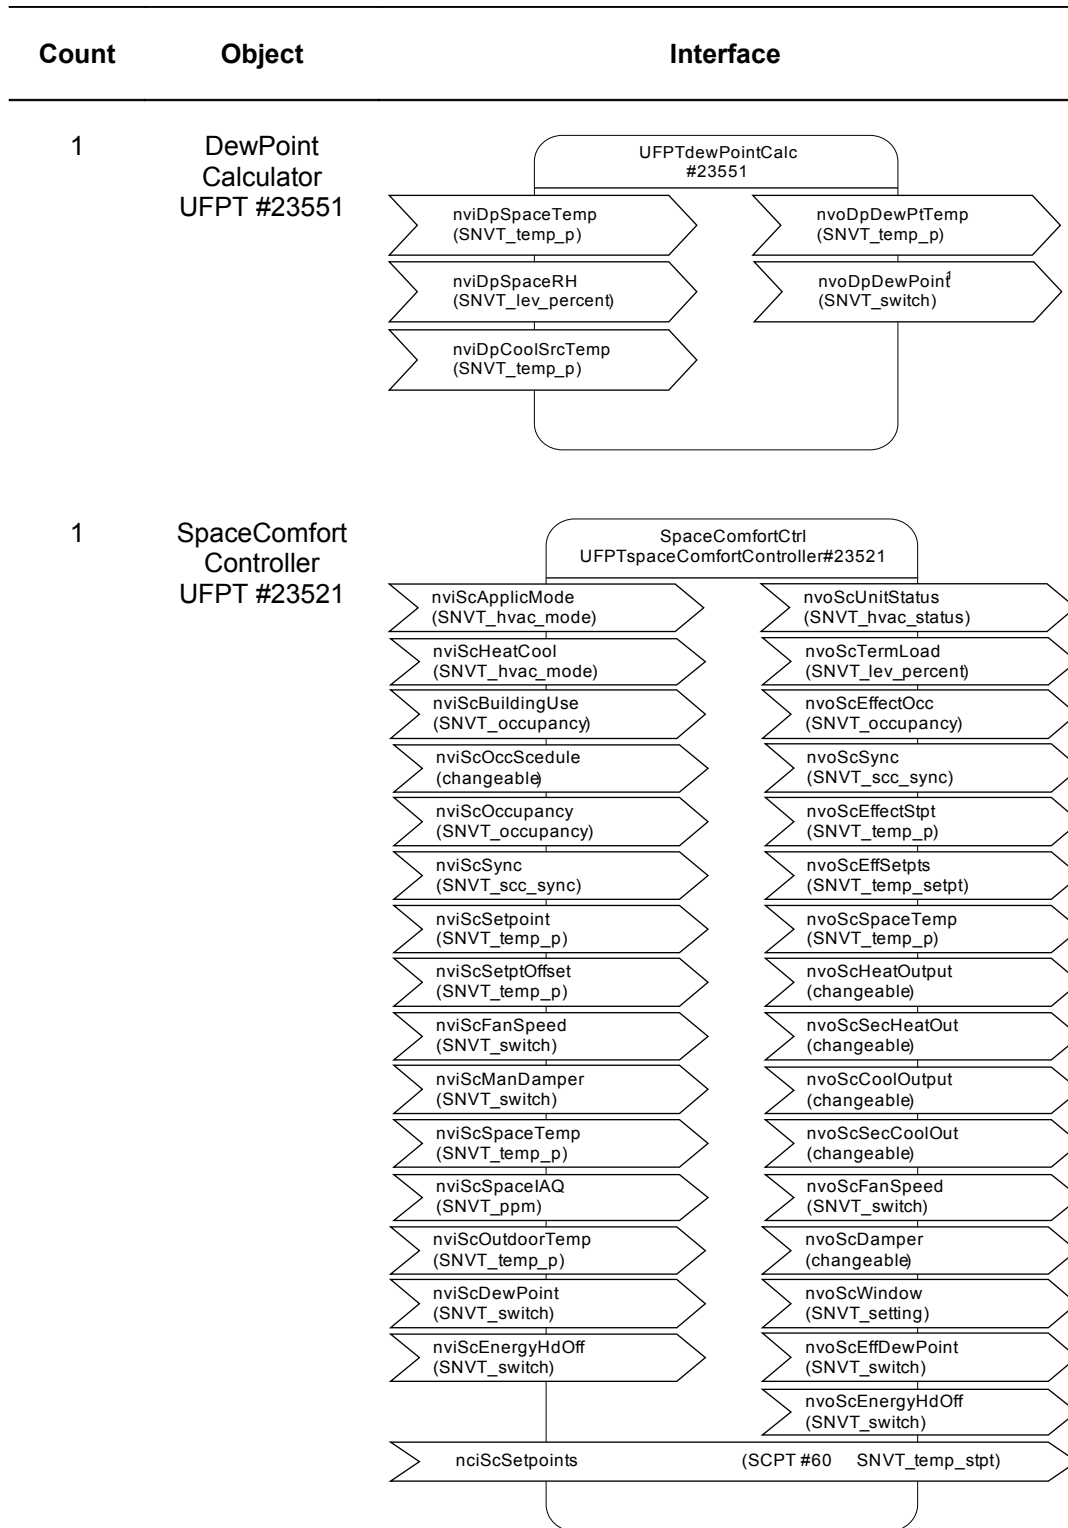 Count Object Interface
1
DewPoint
Calculator
UFPT #23551
UFPTdewPointCalc
#23551
nviDpSpaceTemp
(SNVT_temp_p)
nvoDpDewPtTemp
(SNVT_temp_p)
nviDpSpaceRH
(SNVT_lev_percent)
nvoDpDewPoint1
(SNVT_switch)
nviDpCoolSrcTemp
(SNVT_temp_p)
1
SpaceComfort
Controller
UFPT #23521
SpaceComfortCtrl
UFPTspaceComfortController#23521
nviScApplicMode
(SNVT_hvac_mode)
nvoScUnitStatus
(SNVT_hvac_status)
nviScHeatCool
(SNVT_hvac_mode)
nvoScTermLoad
(SNVT_lev_percent)
nviScBuildingUse
(SNVT_occupancy)
nvoScEffectOcc
(SNVT_occupancy)
nviScOccScedule
(changeable)
nvoScSync
(SNVT_scc_sync)
nviScOccupancy
(SNVT_occupancy)
nvoScEffectStpt
(SNVT_temp_p)
nviScSync
(SNVT_scc_sync)
nvoScEffSetpts
(SNVT_temp_setpt)
nviScSetpoint
(SNVT_temp_p)
nvoScSpaceTemp
(SNVT_temp_p)
nviScSetptOffset
(SNVT_temp_p)
nvoScHeatOutput
(changeable)
nviScFanSpeed
(SNVT_switch)
nvoScSecHeatOut
(changeable)
nviScManDamper
(SNVT_switch)
nvoScCoolOutput
(changeable)
nviScSpaceTemp
(SNVT_temp_p)
nvoScSecCoolOut
(changeable)
nviScSpaceIAQ
(SNVT_ppm)
nvoScFanSpeed
(SNVT_switch)
nviScOutdoorTemp
(SNVT_temp_p)
nvoScDamper
(changeable)
nviScDewPoint
(SNVT_switch)
nvoScWindow
(SNVT_setting)
nviScEnergyHdOff
(SNVT_switch)
nvoScEffDewPoint
(SNVT_switch)
nvoScEnergyHdOff
(SNVT_switch)
nciScSetpoints (SCPT #60 SNVT_temp_stpt)